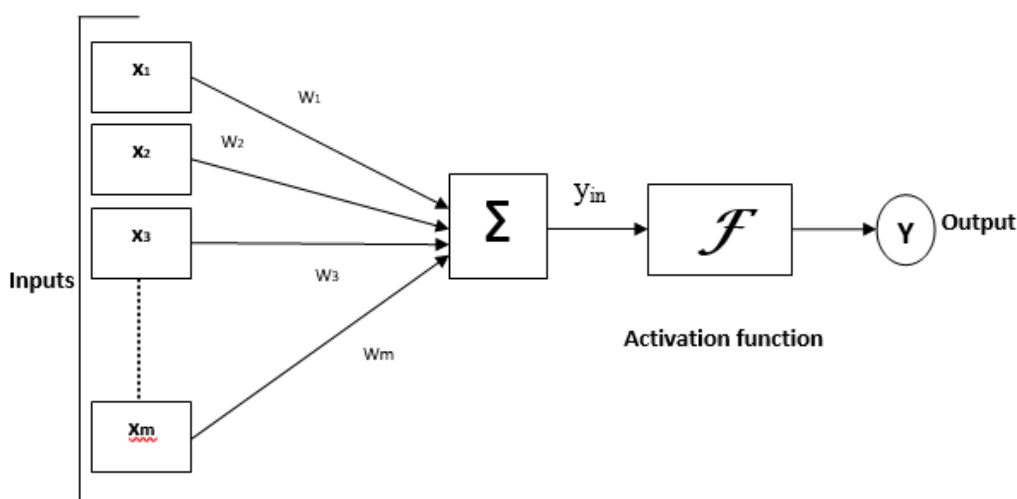 x₁
W₁
x₂
W₂
x₃
W₃
Inputs
xm
Wm
Σ
yin
ℱ
Y
Output
Activation function